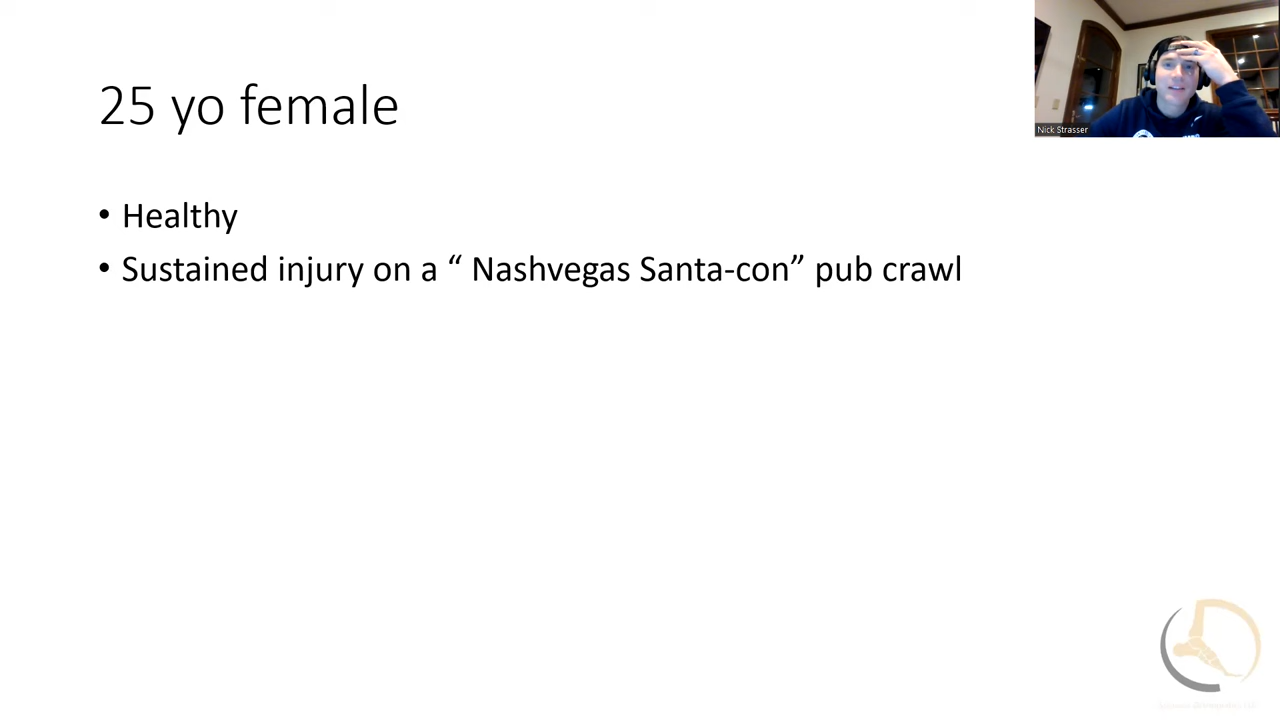 25 yo female
Nick Strasser
• Healthy
• Sustained injury on a “ Nashvegas Santa-con” pub crawl